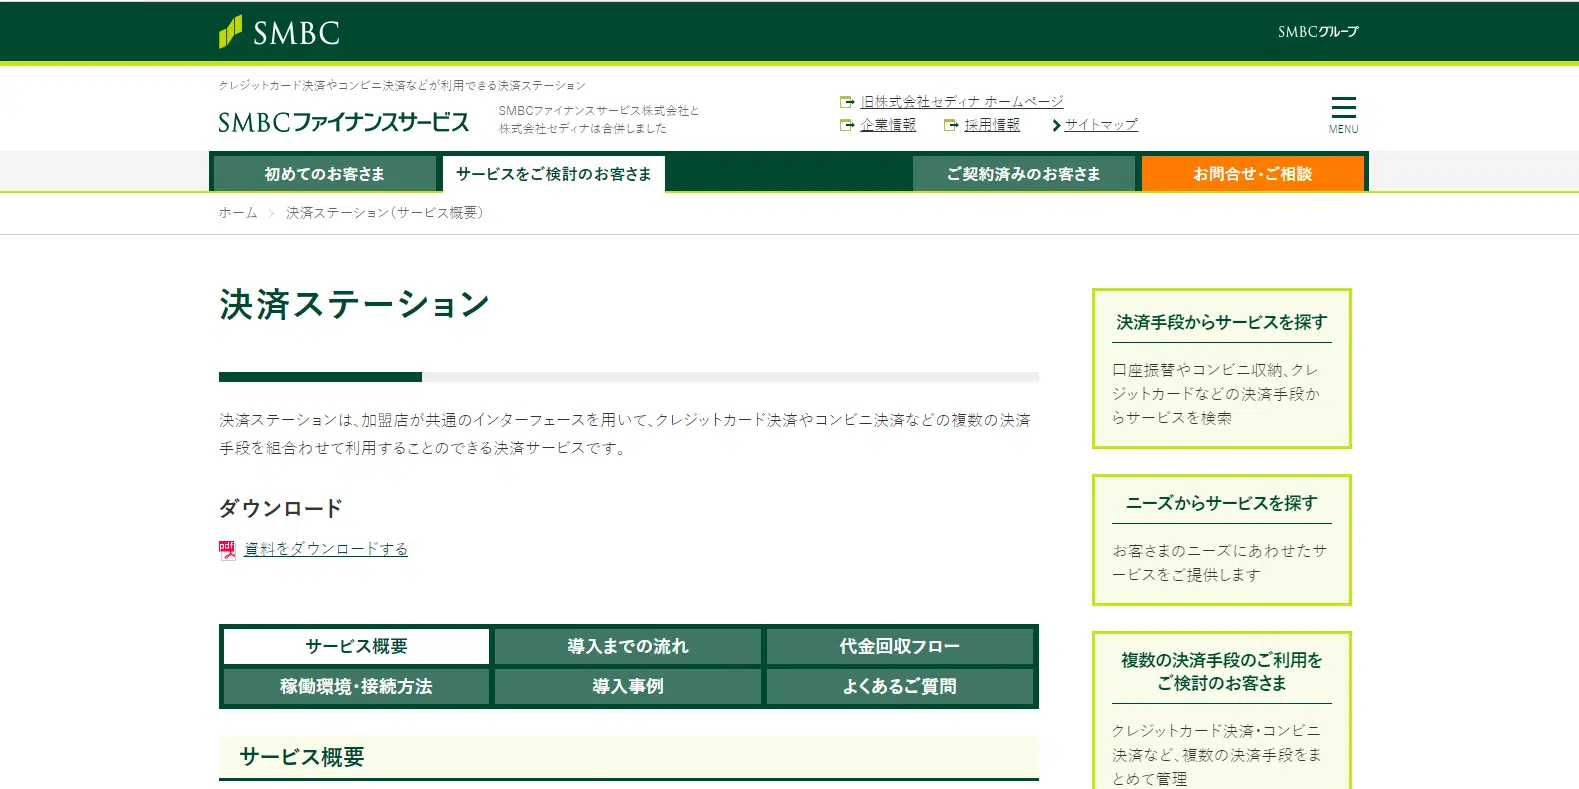 SMBC
SMBCグループ
クレジットカード決済やコンビニ決済などが利用できる決済ステーション
SMBCファイナンスサービス
SMBCファイナンスサービス株式会社と
株式会社セディナは合併しました
旧株式会社セディナ ホームページ
企業情報
採用情報
サイトマップ
MENU
初めてのお客さま
サービスをご検討のお客さま
ご契約済みのお客さま
お問合せ・ご相談
ホーム
決済ステーション(サービス概要)
決済ステーション
決済ステーションは、加盟店が共通のインターフェースを用いて、クレジットカード決済やコンビニ決済などの複数の決済
手段を組合わせて利用することのできる決済サービスです。
ダウンロード
pdf
資料をダウンロードする
サービス概要
導入までの流れ
代金回収フロー
稼働環境・接続方法
導入事例
よくあるご質問
サービス概要
決済手段からサービスを探す
口座振替やコンビニ収納、クレ
ジットカードなどの決済手段か
らサービスを検索
ニーズからサービスを探す
お客さまのニーズにあわせたサ
ービスをご提供します
複数の決済手段のご利用を
ご検討のお客さま
クレジットカード決済・コンビニ
決済など、複数の決済手段をま
とめて管理